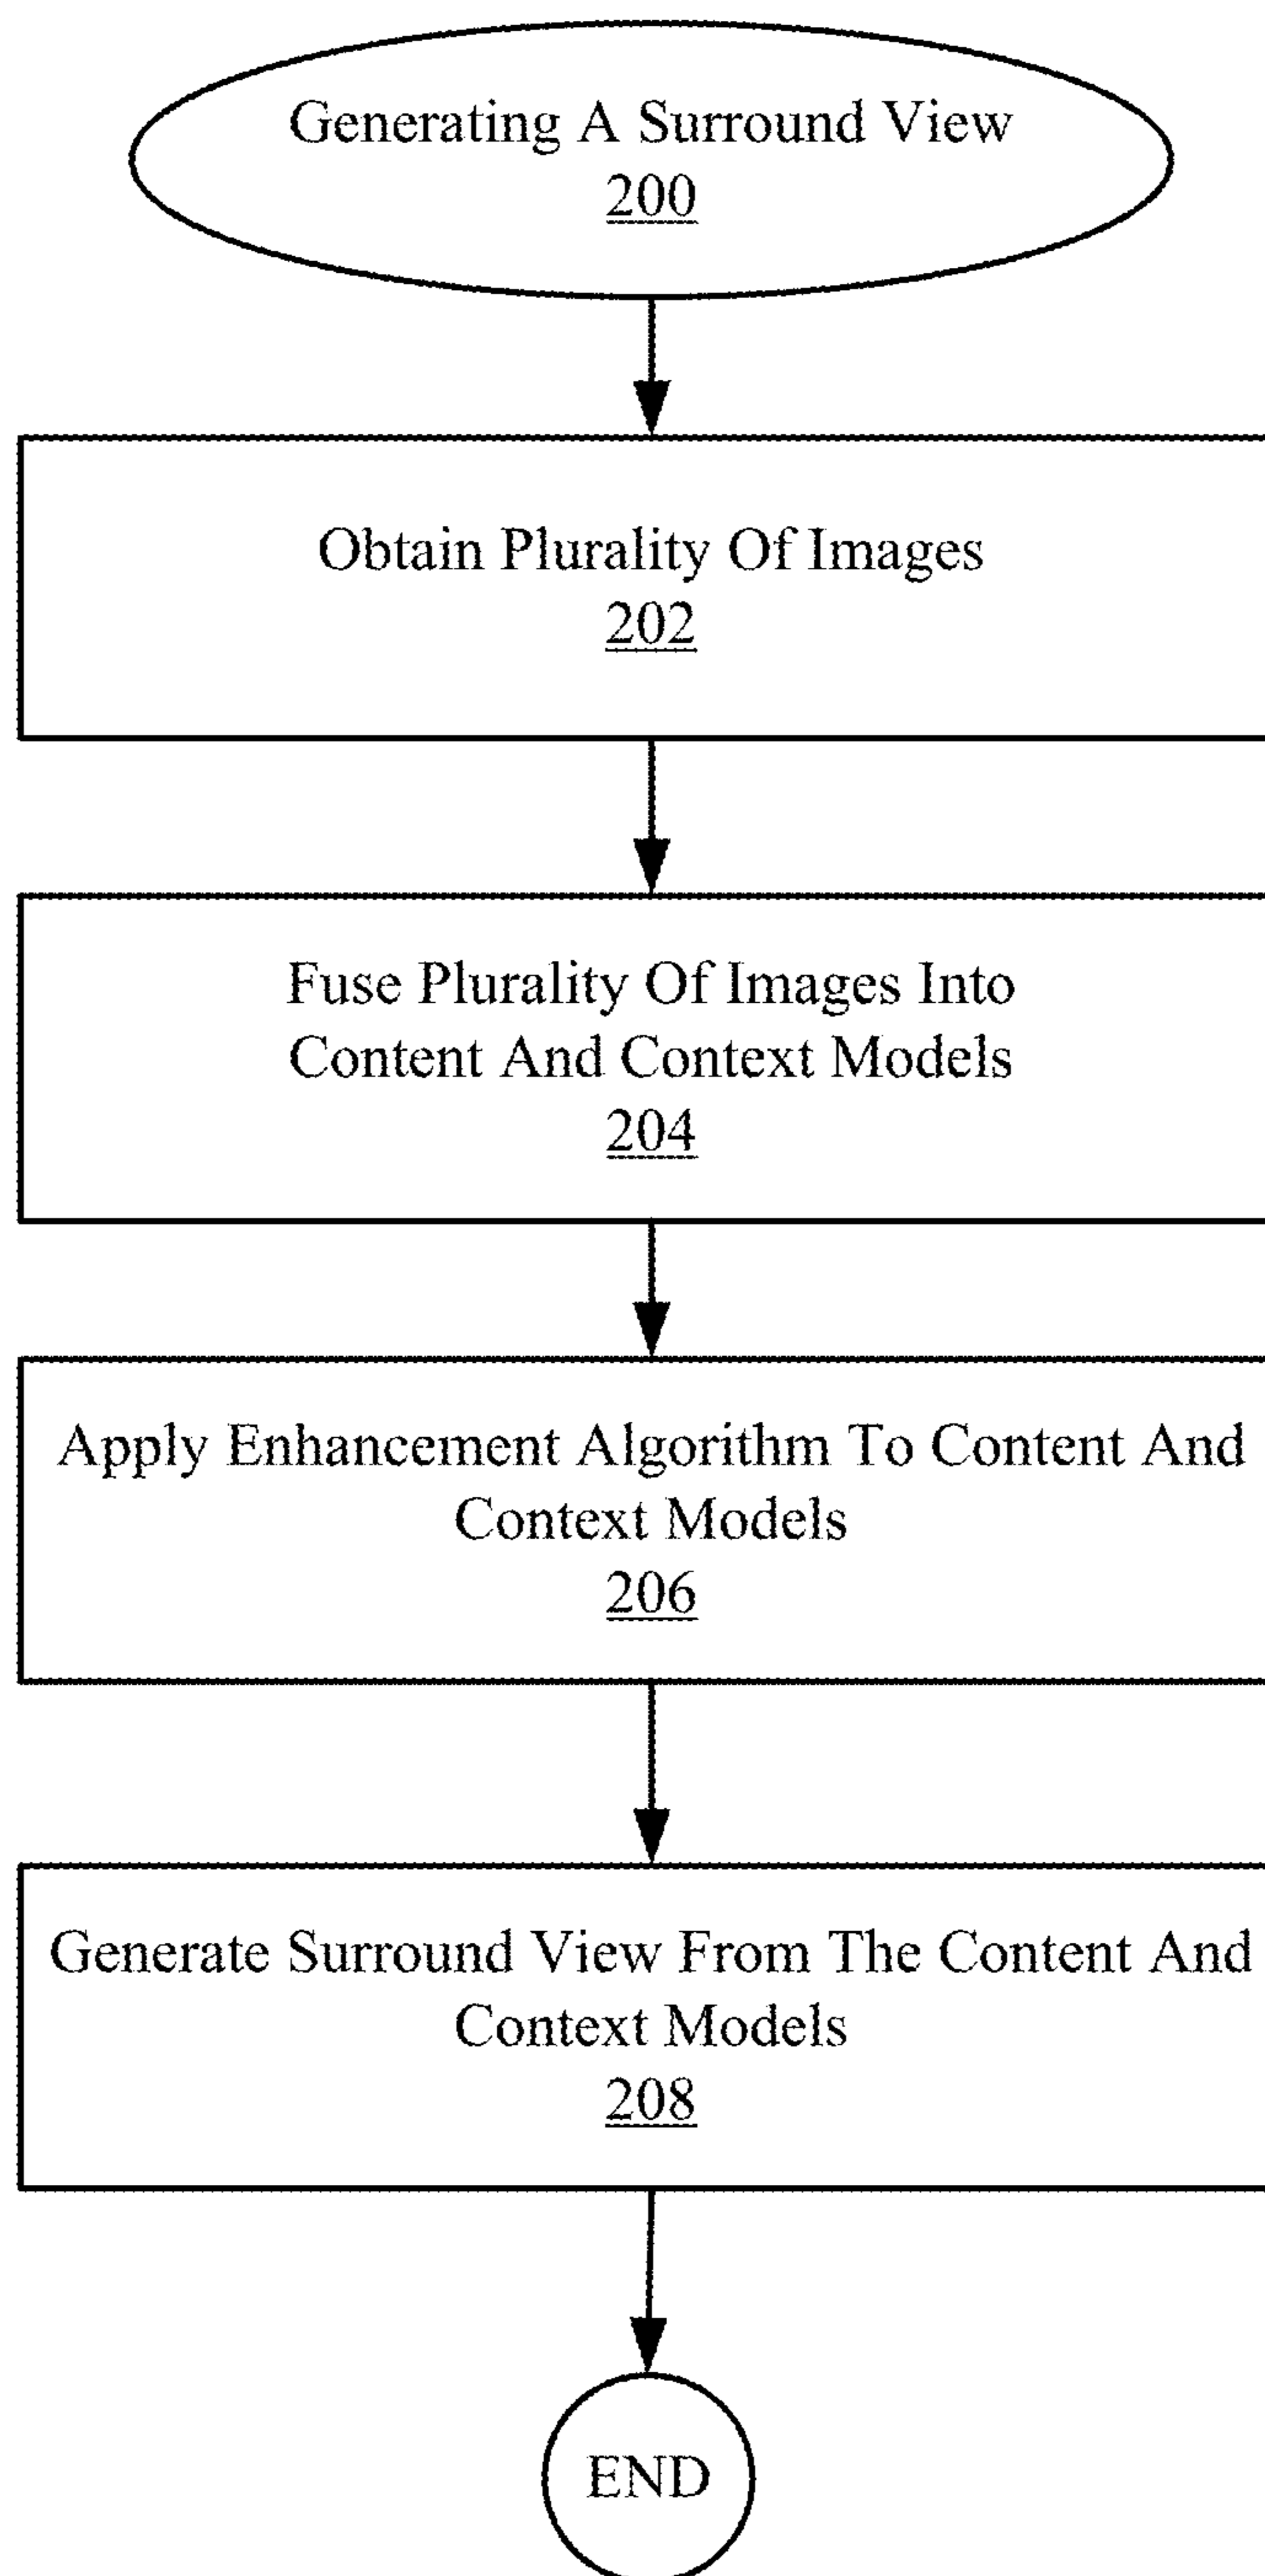 Generating A Surround View
200
Obtain Plurality Of Images
202
Fuse Plurality Of Images Into
Content And Context Models
204
Apply Enhancement Algorithm To Content And
Context Models
206
Generate Surround View From The Content And
Context Models
208
END